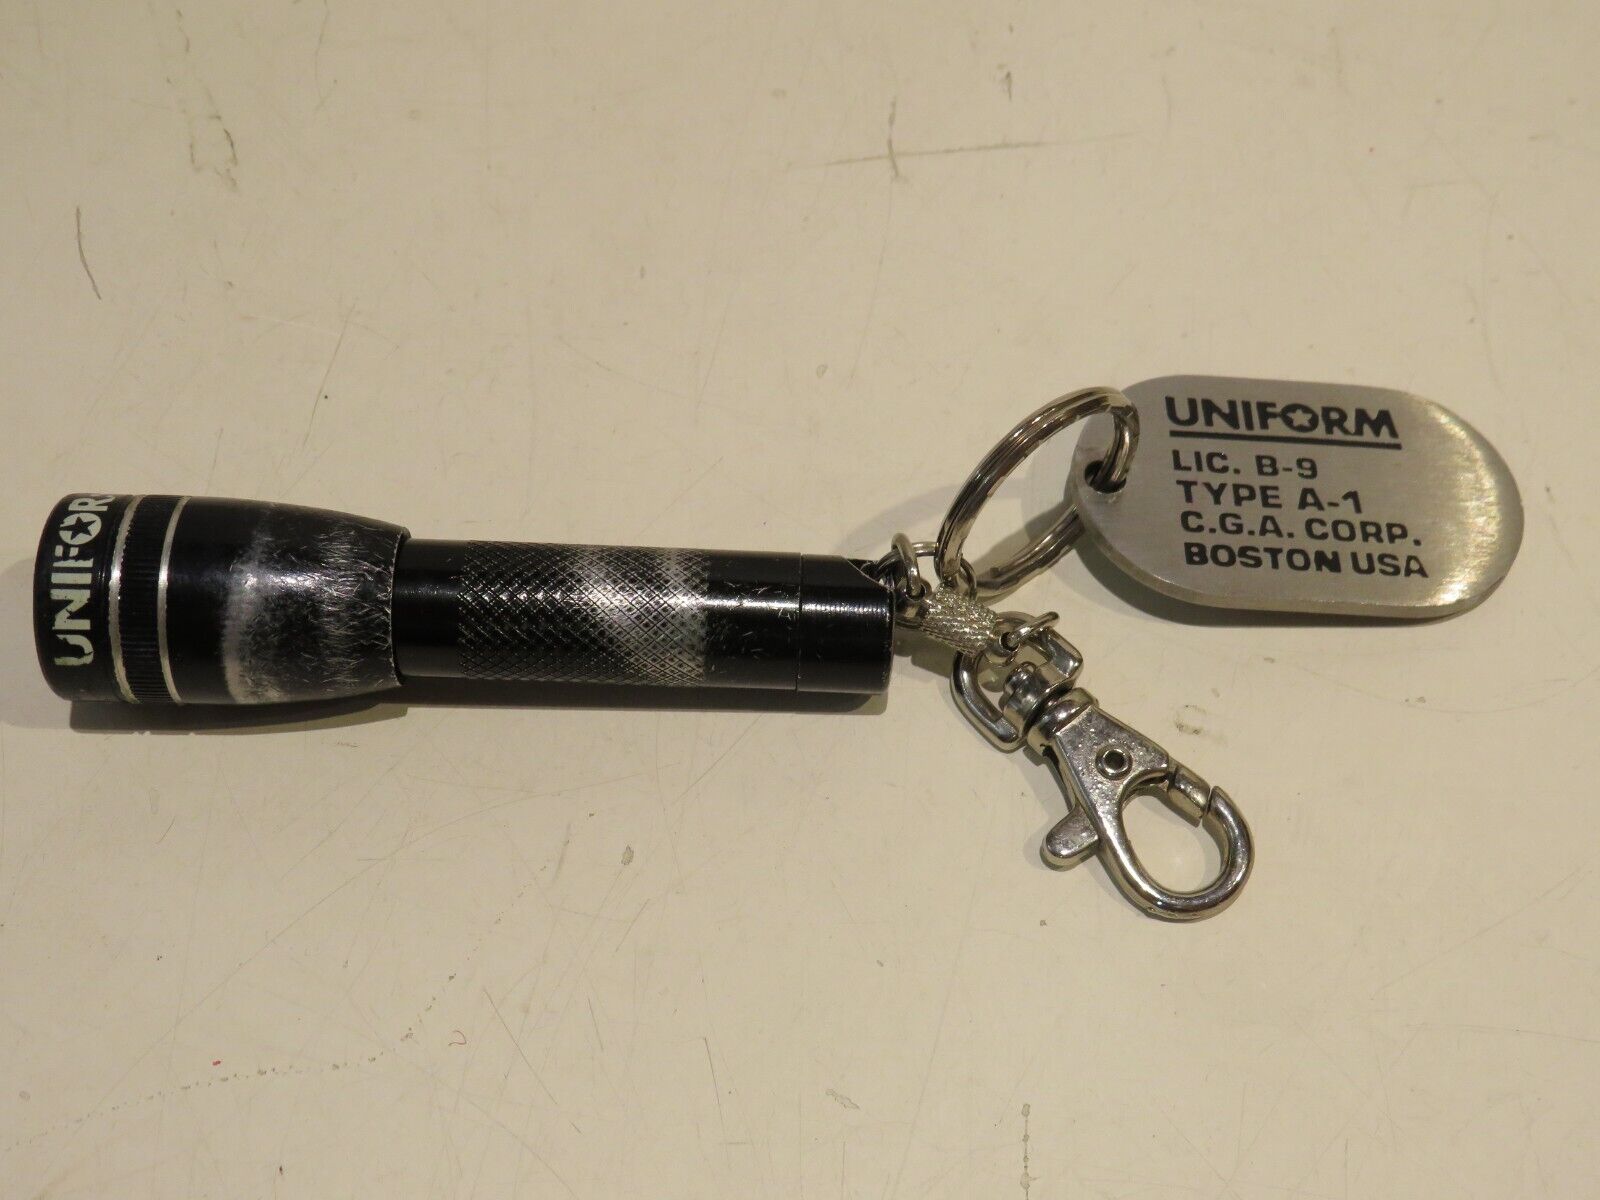 UNIFORM
LIC. B-9
TYPE A-1
C.G.A. CORP.
BOSTON USA
UNIFOR